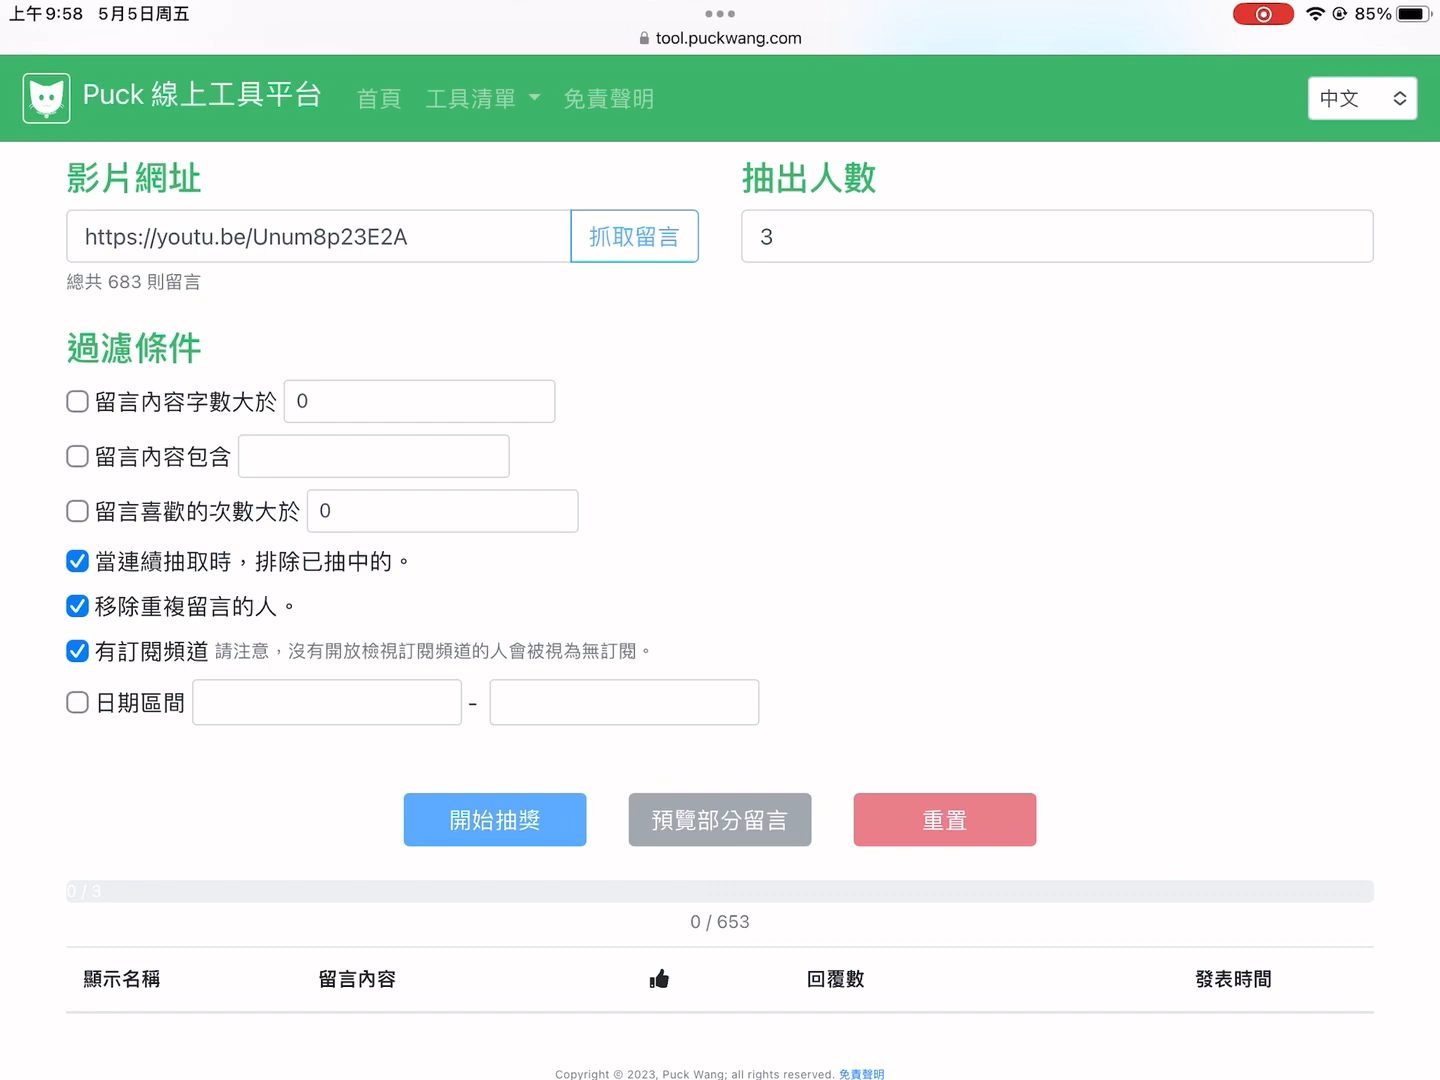 上午9:58 5月5日周五
85%
tool.puckwang.com
Puck 線上工具平台 首頁 工具清單 免責聲明 中文
影片網址 抽出人數
https://youtu.be/Unum8p23E2A 抓取留言 3
總共 683 則留言
過濾條件
留言內容字數大於 0
留言內容包含
留言喜歡的次數大於 0
當連續抽取時，排除已抽中的。
移除重複留言的人。
有訂閱頻道 請注意，沒有開放檢視訂閱頻道的人會被視為無訂閱。
日期區間 -
開始抽獎 預覽部分留言 重置
0 / 3
0 / 653
顯示名稱 留言內容 回覆數 發表時間
Copyright © 2023, Puck Wang; all rights reserved. 免責聲明